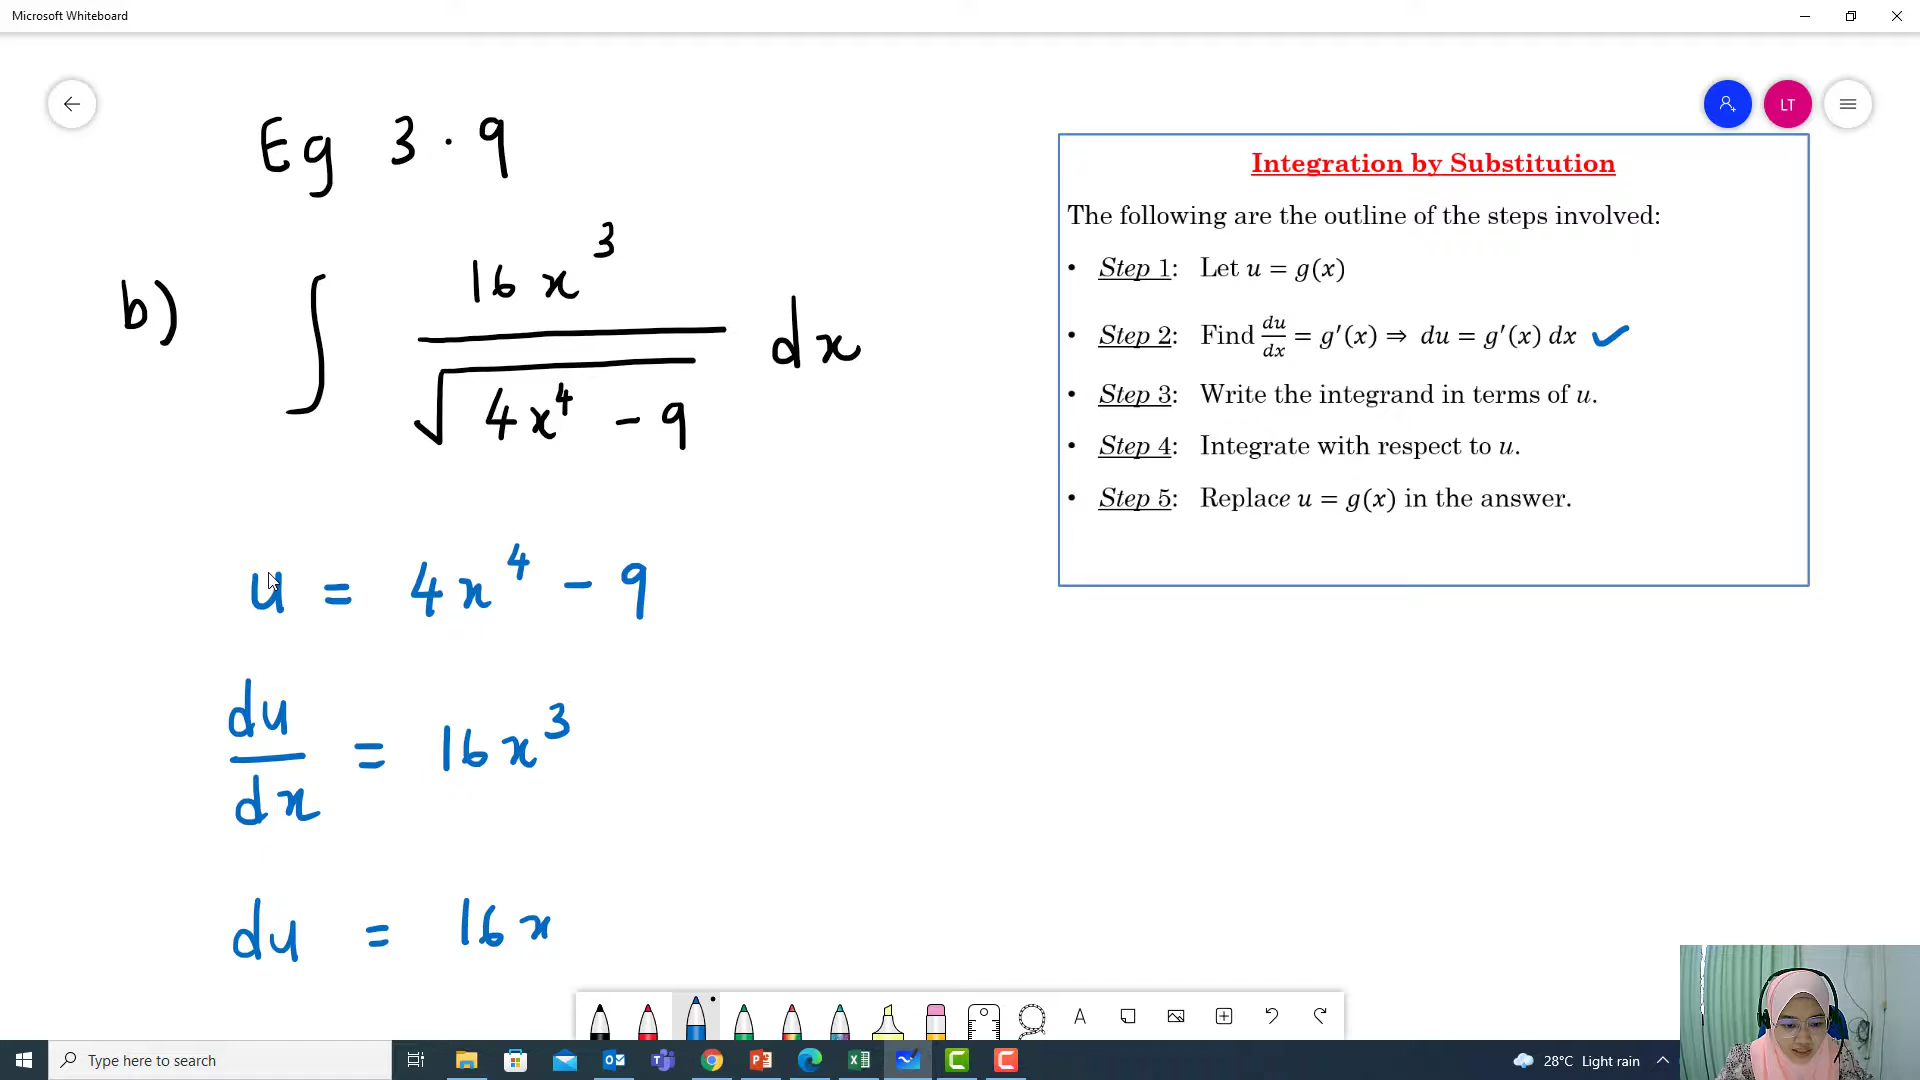 Microsoft Whiteboard
Eg 3.9
LT
b) ∫ 16x³ / √(4x⁴ - 9) dx
u = 4x⁴ - 9
du/dx = 16x³
du = 16x
Integration by Substitution
The following are the outline of the steps involved:
• Step 1: Let u = g(x)
• Step 2: Find du/dx = g′(x) ⇒ du = g′(x) dx ✓
• Step 3: Write the integrand in terms of u.
• Step 4: Integrate with respect to u.
• Step 5: Replace u = g(x) in the answer.
A
Type here to search
28°C Light rain